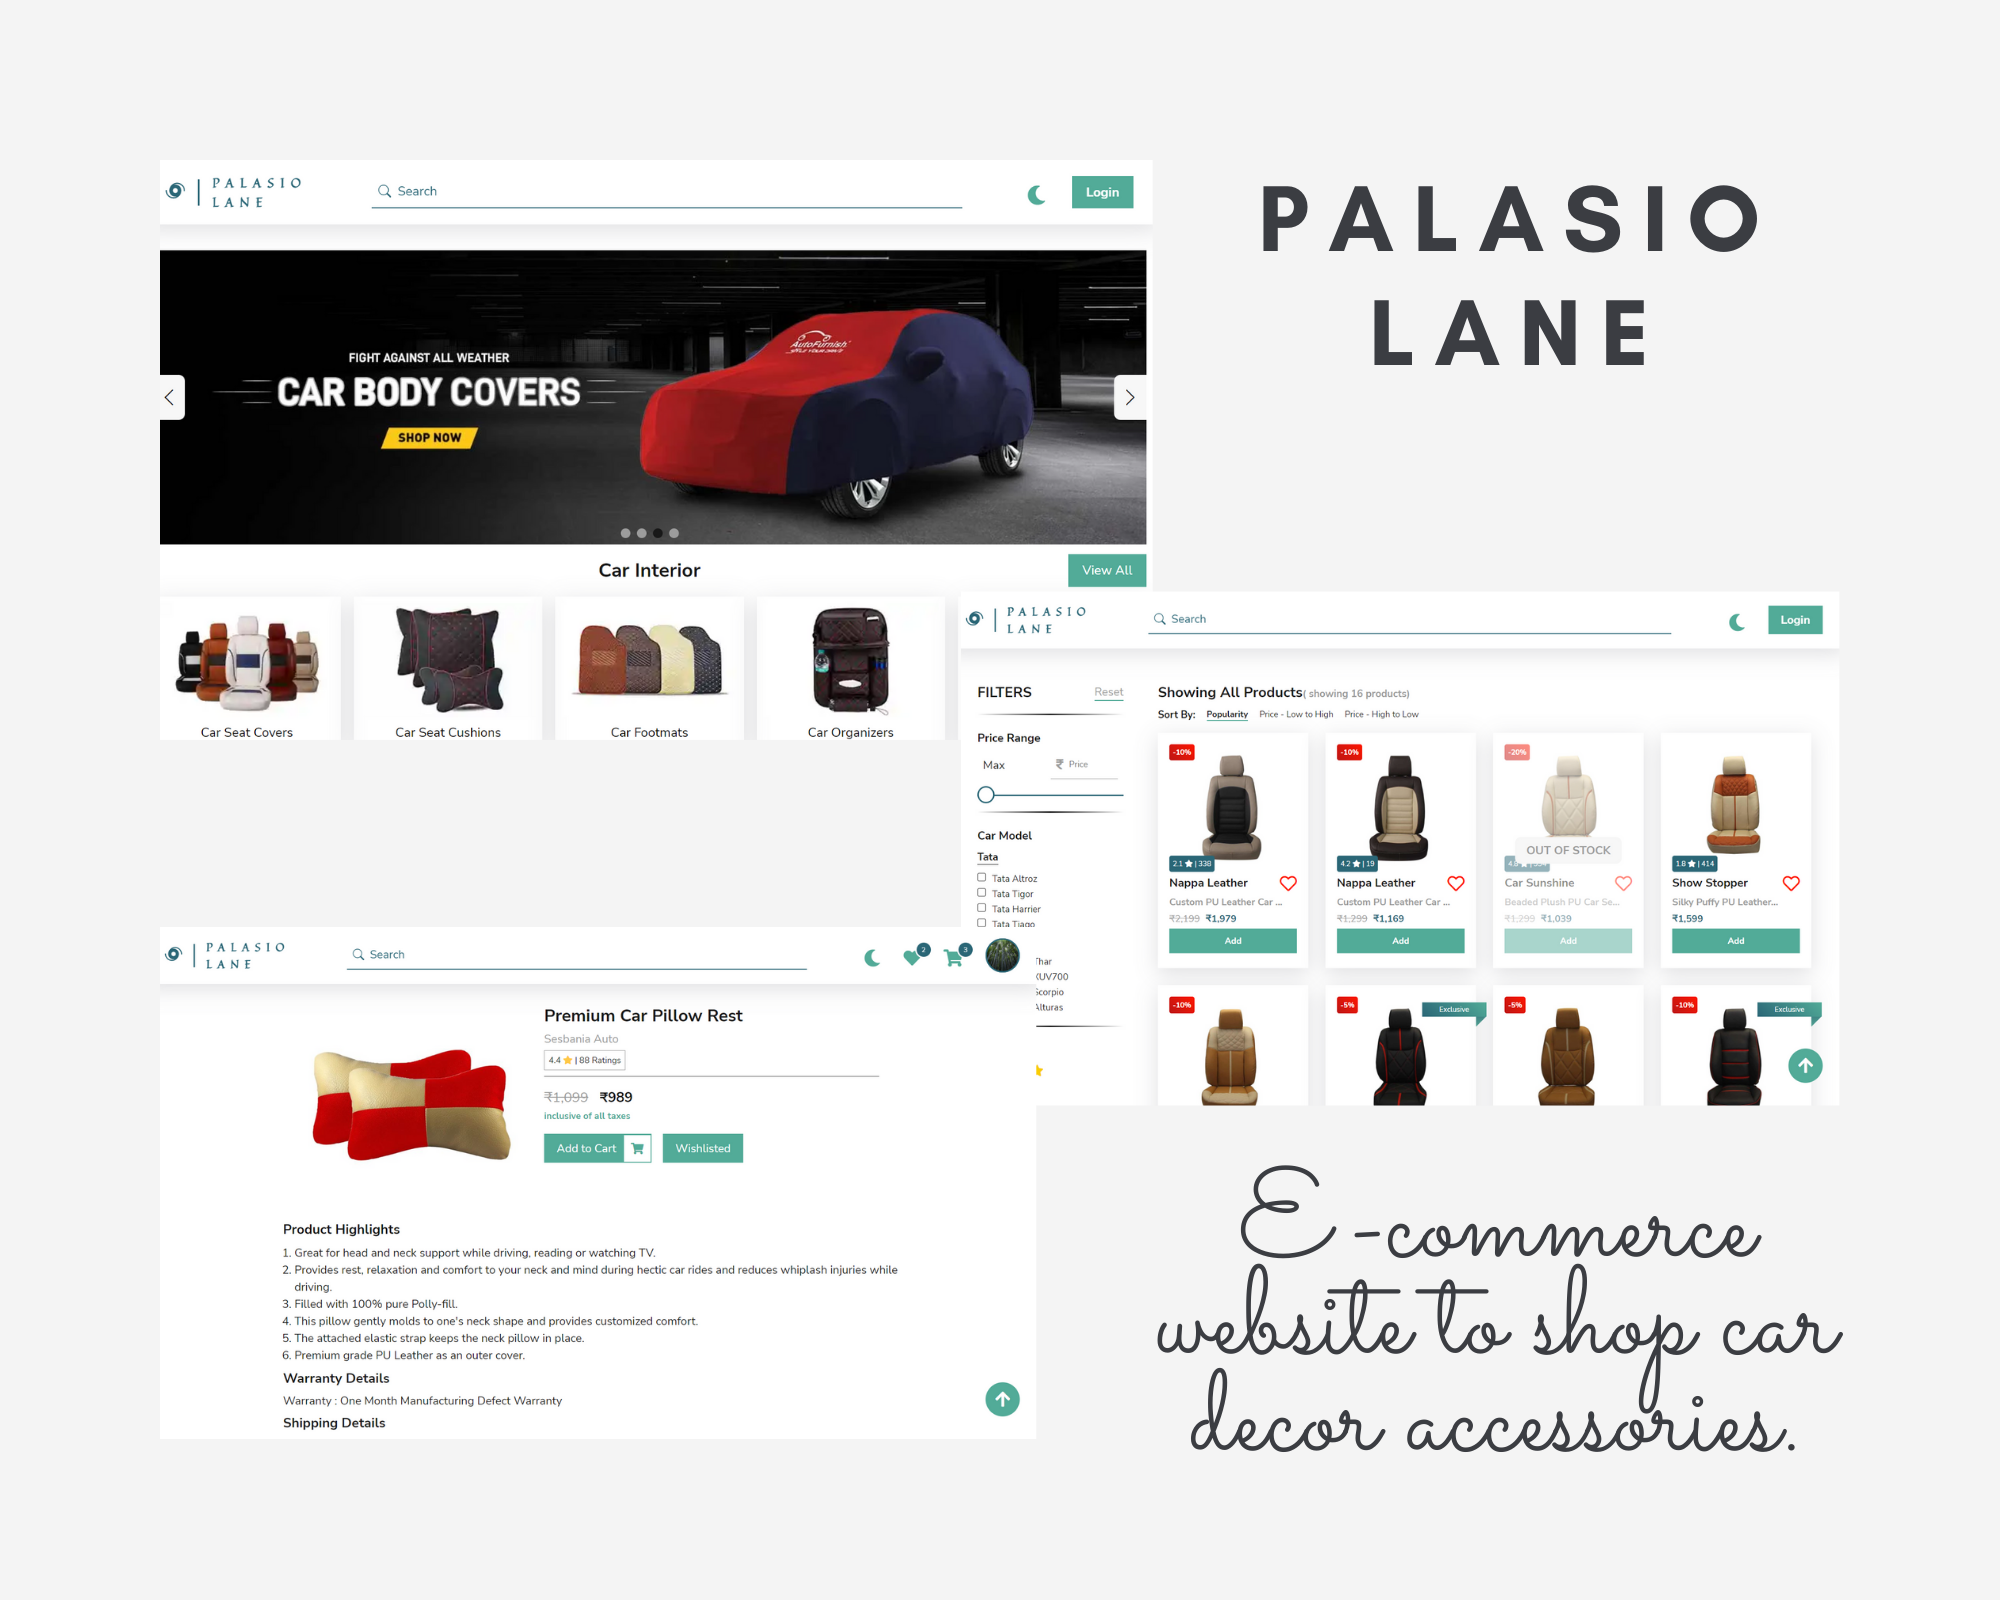 PALASIO
LANE
Search
Login
FIGHT AGAINST ALL WEATHER
CAR BODY COVERS
SHOP NOW
AutoFurnish
Car Interior
View All
Car Seat Covers
Car Seat Cushions
Car Footmats
Car Organizers
PALASIO
LANE
PALASIO
LANE
Search
Login
FILTERS
Reset
Price Range
Max
₹ Price
Car Model
Tata
Tata Altroz
Tata Tigor
Tata Harrier
Tata Tiago
Thar
XUV700
Scorpio
Alturas
Showing All Products( showing 16 products)
Sort By: Popularity Price - Low to High Price - High to Low
-10%
2.1 ★ | 338
Nappa Leather
Custom PU Leather Car ...
₹2,199 ₹1,979
Add
-10%
4.2 ★ | 19
Nappa Leather
Custom PU Leather Car ...
₹1,299 ₹1,169
Add
-20%
OUT OF STOCK
Car Sunshine
Beaded Plush PU Car Se...
₹1,299 ₹1,039
Add
1.8 ★ | 414
Show Stopper
Silky Puffy PU Leather...
₹1,599
Add
-10%
-5%
Exclusive
-5%
-10%
Exclusive
PALASIO
LANE
Search
2
3
Premium Car Pillow Rest
Sesbania Auto
4.4 ★ | 88 Ratings
₹1,099 ₹989
inclusive of all taxes
Add to Cart
Wishlisted
Product Highlights
1. Great for head and neck support while driving, reading or watching TV.
2. Provides rest, relaxation and comfort to your neck and mind during hectic car rides and reduces whiplash injuries while
driving.
3. Filled with 100% pure Polly-fill.
4. This pillow gently molds to one's neck shape and provides customized comfort.
5. The attached elastic strap keeps the neck pillow in place.
6. Premium grade PU Leather as an outer cover.
Warranty Details
Warranty : One Month Manufacturing Defect Warranty
Shipping Details
E-commerce
website to shop car
decor accessories.